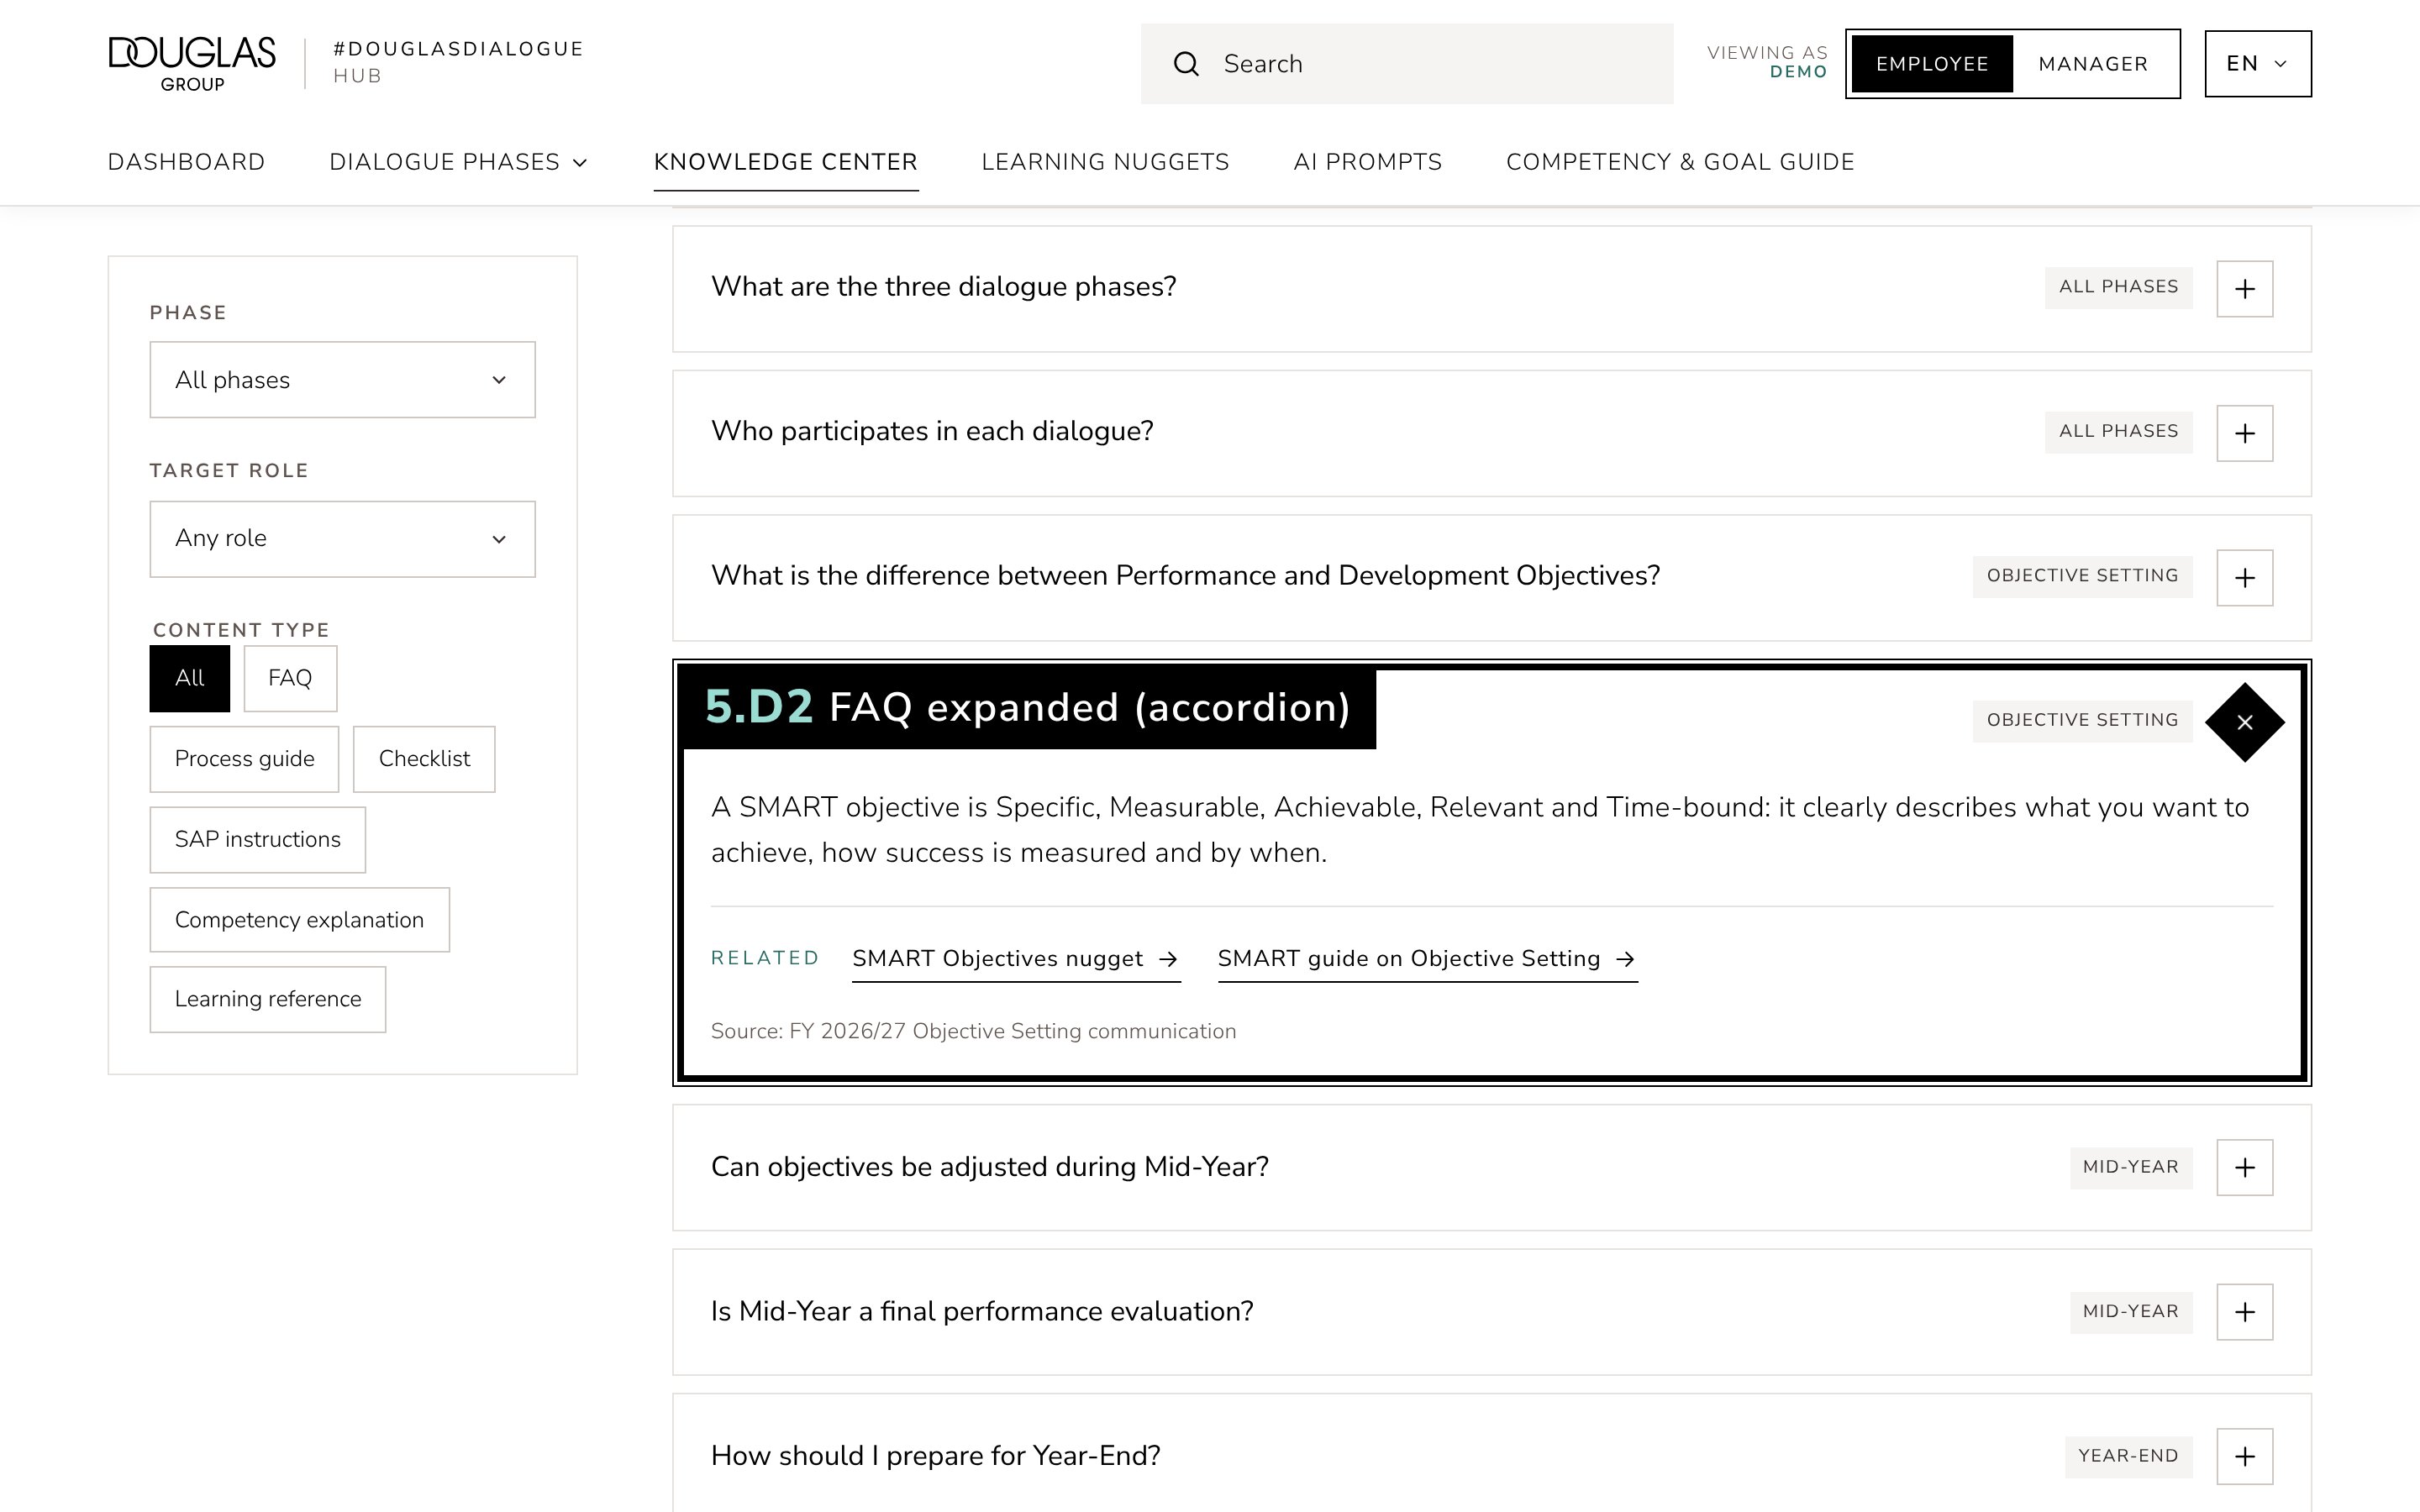 DOUGLAS
GROUP
#DOUGLASDIALOGUE
HUB
Search
VIEWING AS
DEMO
EMPLOYEE
MANAGER
EN
DASHBOARD
DIALOGUE PHASES
KNOWLEDGE CENTER
LEARNING NUGGETS
AI PROMPTS
COMPETENCY & GOAL GUIDE
PHASE
All phases
TARGET ROLE
Any role
CONTENT TYPE
All
FAQ
Process guide
Checklist
SAP instructions
Competency explanation
Learning reference
What are the three dialogue phases?
ALL PHASES
Who participates in each dialogue?
ALL PHASES
What is the difference between Performance and Development Objectives?
OBJECTIVE SETTING
5.D2 FAQ expanded (accordion)
OBJECTIVE SETTING
A SMART objective is Specific, Measurable, Achievable, Relevant and Time-bound: it clearly describes what you want to
achieve, how success is measured and by when.
RELATED
SMART Objectives nugget →
SMART guide on Objective Setting →
Source: FY 2026/27 Objective Setting communication
Can objectives be adjusted during Mid-Year?
MID-YEAR
Is Mid-Year a final performance evaluation?
MID-YEAR
How should I prepare for Year-End?
YEAR-END